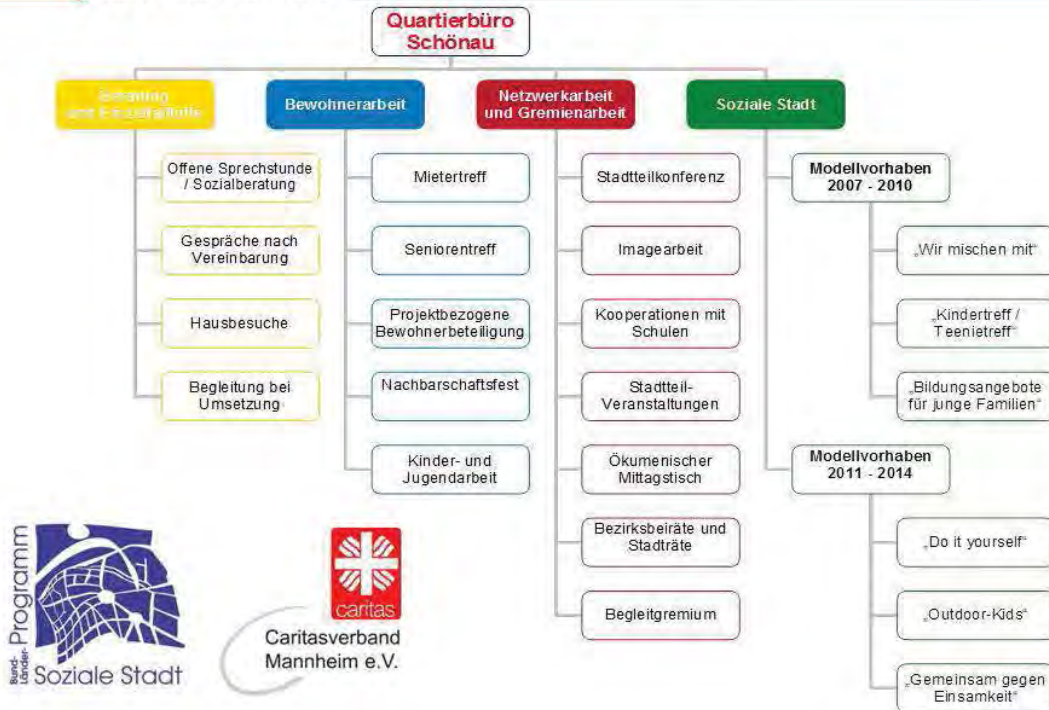 Quartierbüro
Schönau
Beratung
und Einzelfallhilfe
Offene Sprechstunde
/ Sozialberatung
Gespräche nach
Vereinbarung
Hausbesuche
Begleitung bei
Umsetzung
Bewohnerarbeit
Mietertreff
Seniorentreff
Projektbezogene
Bewohnerbeteiligung
Nachbarschaftsfest
Kinder- und
Jugendarbeit
Netzwerkarbeit
und Gremienarbeit
Stadtteilkonferenz
Imagearbeit
Kooperationen mit
Schulen
Stadtteil-
Veranstaltungen
Ökumenischer
Mittagstisch
Bezirksbeiräte und
Stadträte
Begleitgremium
Soziale Stadt
Modellvorhaben
2007 - 2010
„Wir mischen mit“
„Kindertreff /
Teenietreff“
„Bildungsangebote
für junge Familien“
Modellvorhaben
2011 - 2014
„Do it yourself“
„Outdoor-Kids“
„Gemeinsam gegen
Einsamkeit“
Bund-
Länder-
Programm
Soziale Stadt
caritas
Caritasverband
Mannheim e.V.